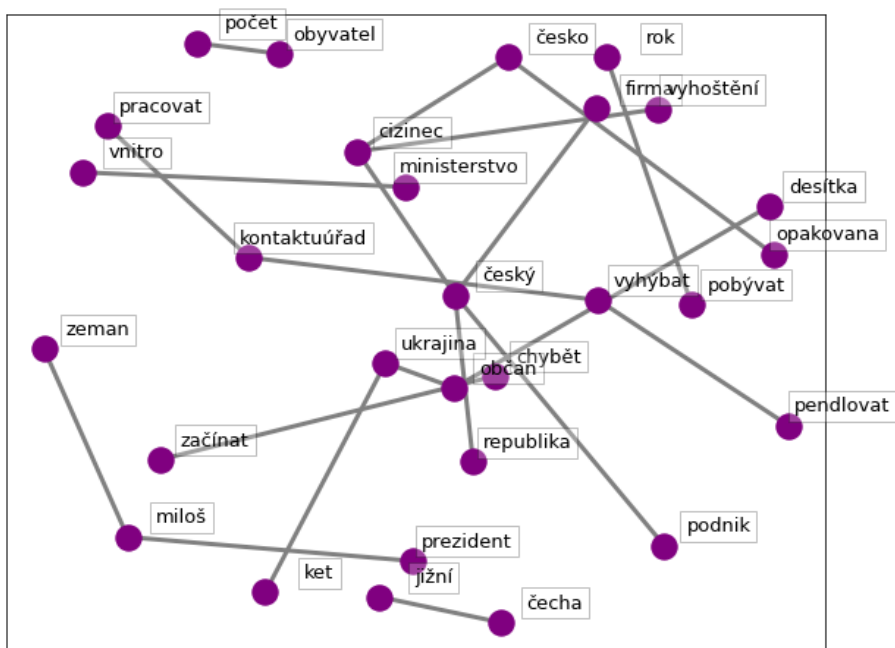 počet
obyvatel
česko
rok
firma
vyhoštění
pracovat
cizinec
vnitro
ministerstvo
desítka
opakovana
kontaktuúřad
český
vyhýbat
pobývat
zeman
ukrajina
chybět
občan
pendlovat
začínat
republika
miloš
podnik
prezident
ket
jižní
čecha